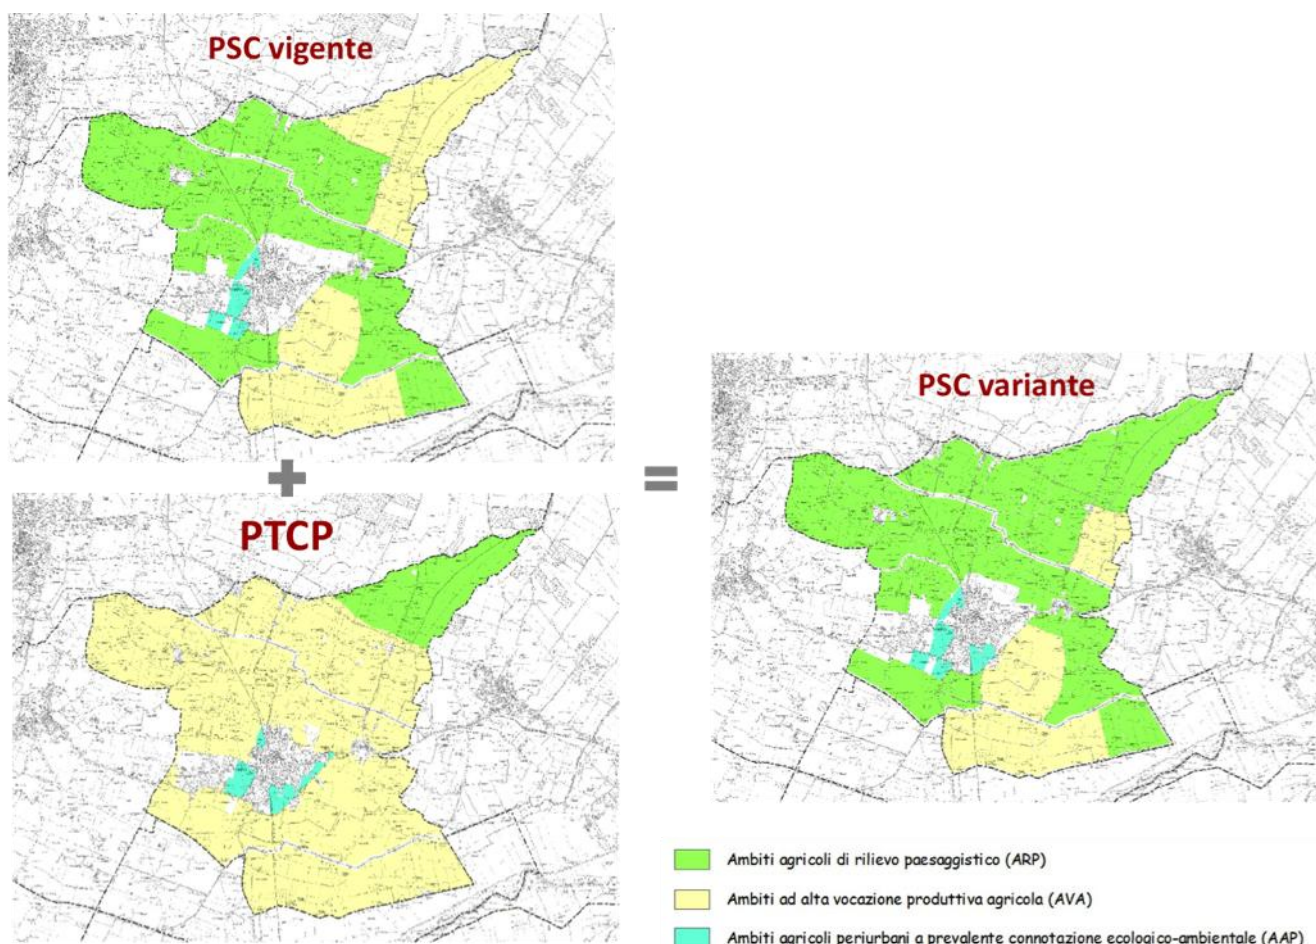 PSC vigente
+
PTCP
=
PSC variante
Ambiti agricoli di rilievo paesaggistico (ARP)
Ambiti ad alta vocazione produttiva agricola (AVA)
Ambiti agricoli periurbani a prevalente connotazione ecologico-ambientale (AAP)